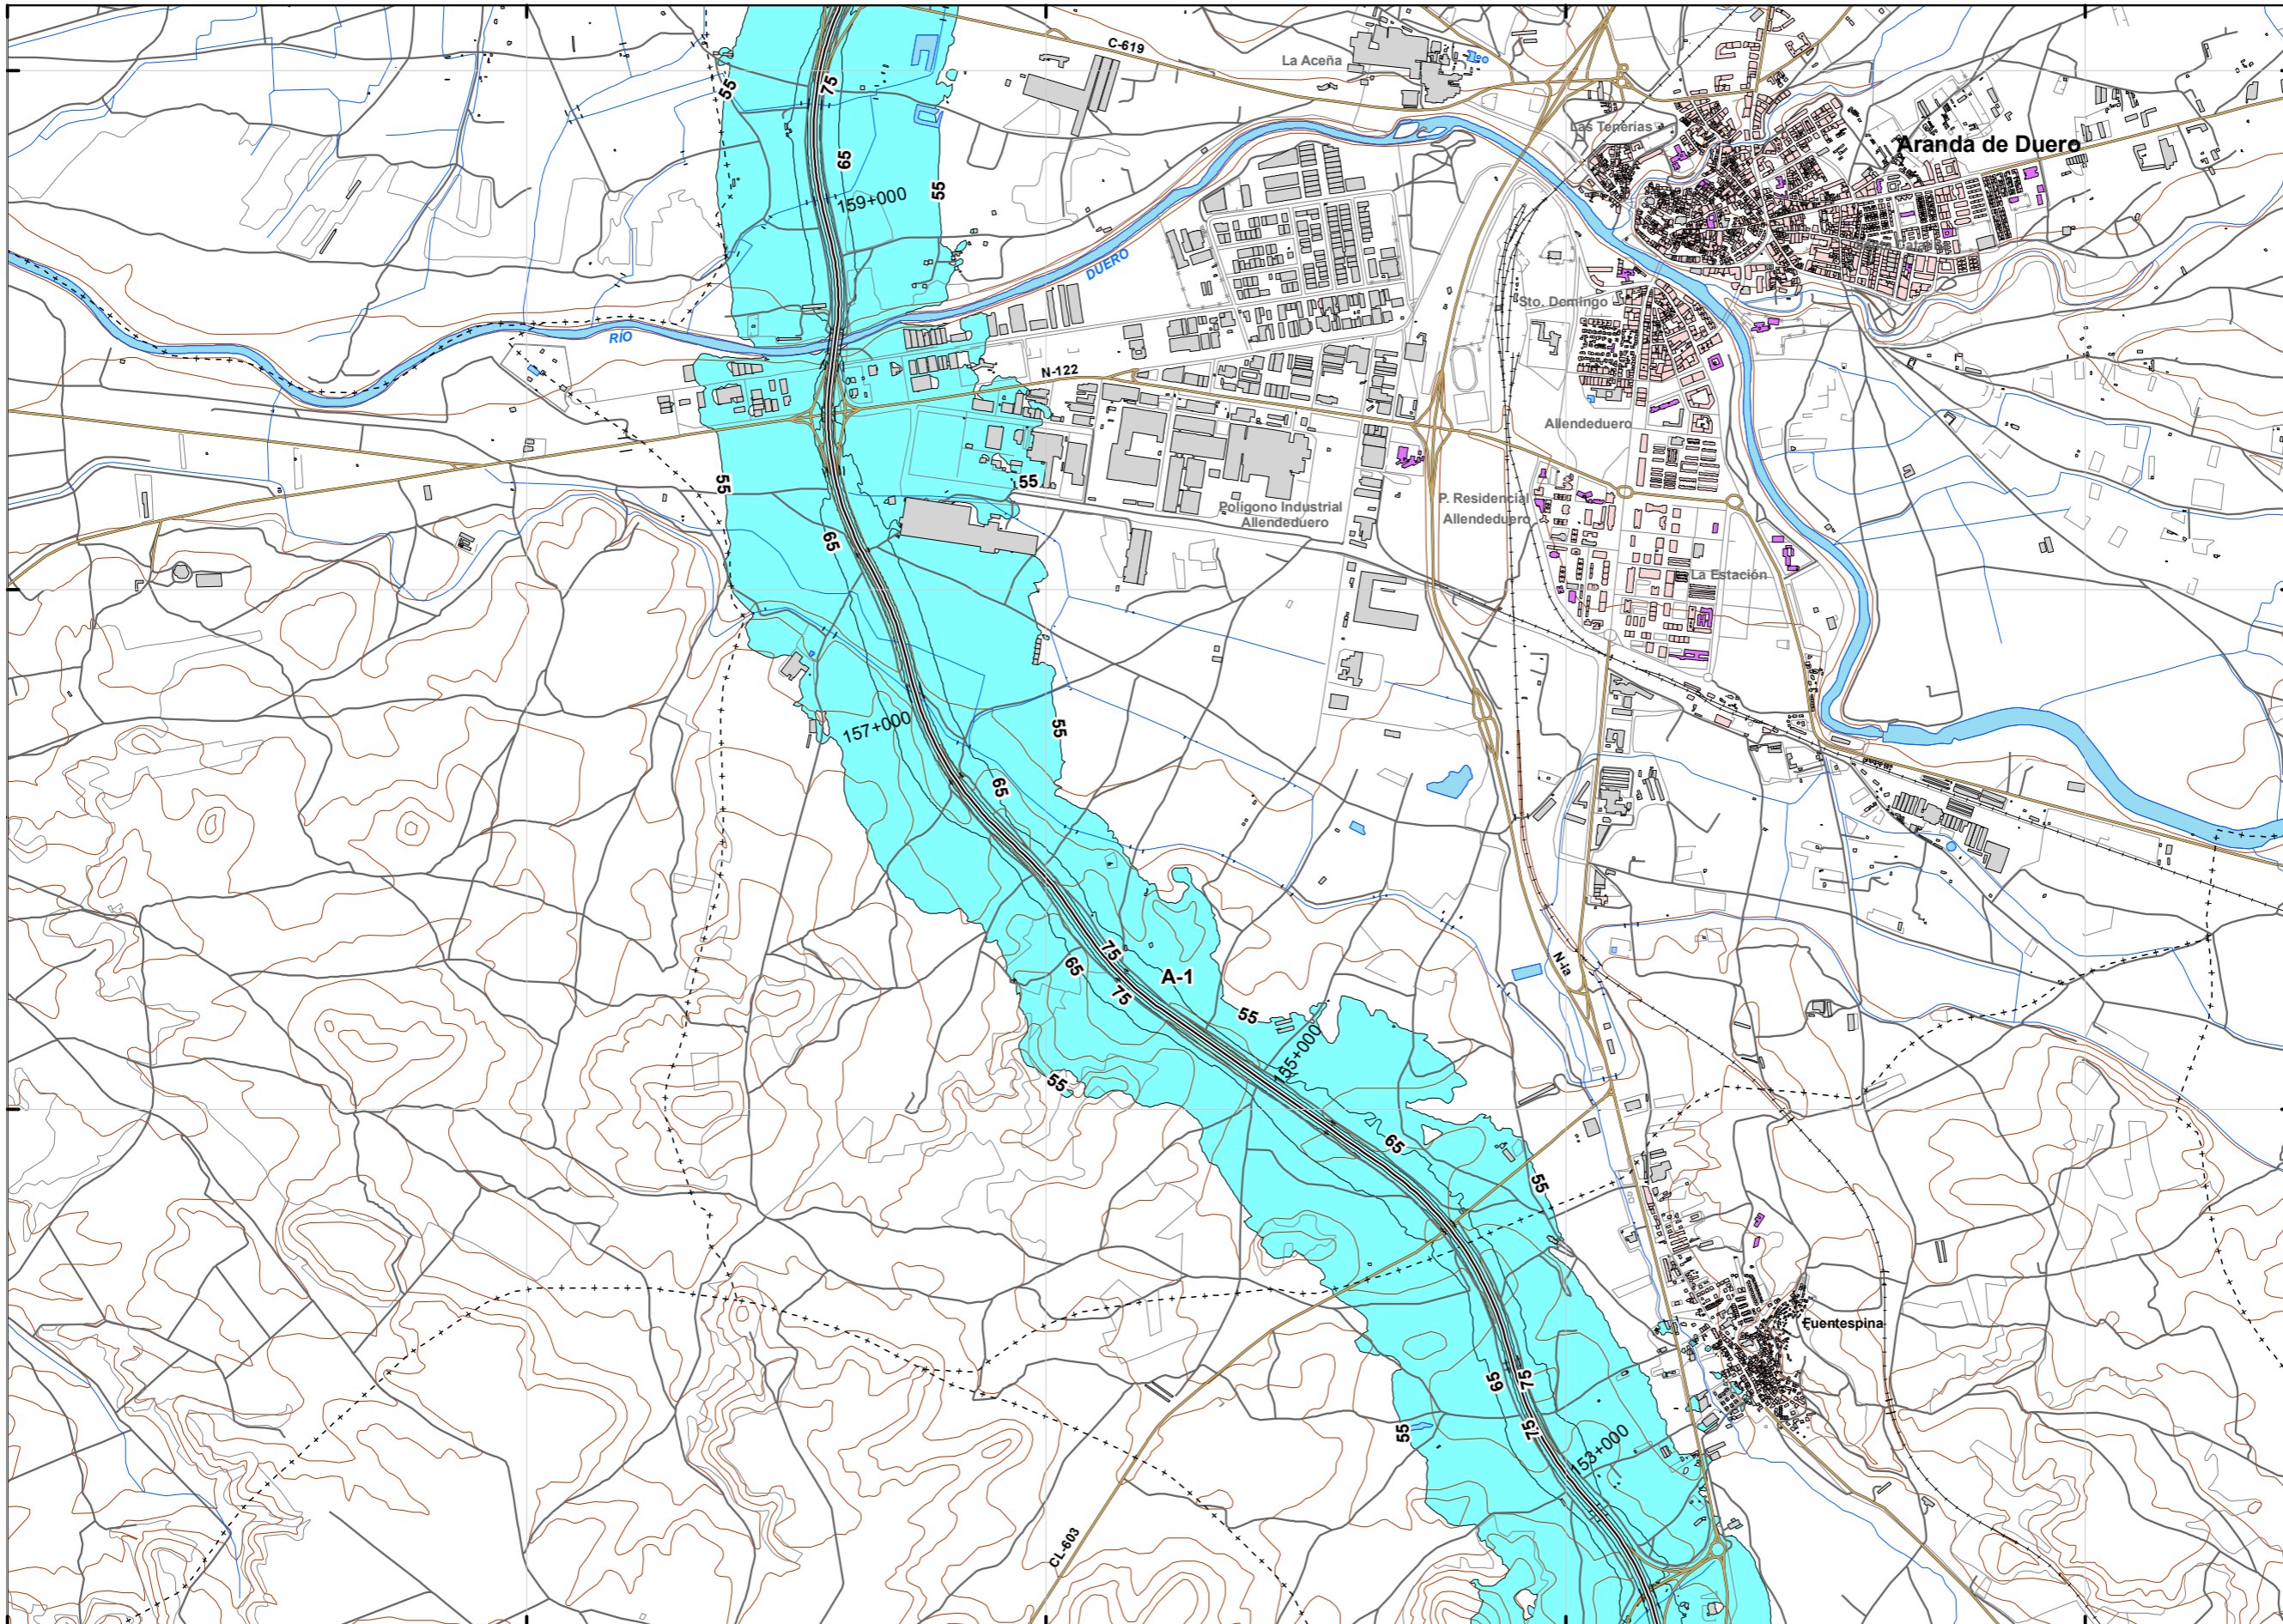 C-619
La Aceña
75
55
Las Tenerías
Aranda de Duero
65
55
159+000
DUERO
Sto. Domingo
RÍO
N-122
Allendeduero
55
55
P. Residencial
Allendeduero
Polígono Industrial
Allendeduero
65
La Estación
157+000
55
65
75
65
A-1
75
N-Ia
55
155+000
55
65
55
Fuentespina
65
75
75
55
153+000
CL-603